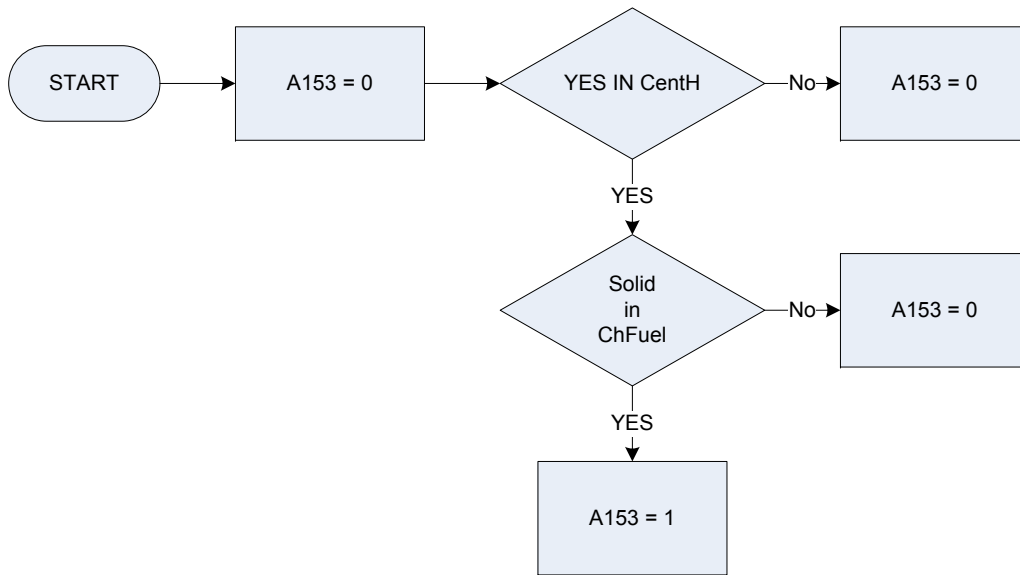 START
A153 = 0
YES IN CentH
No
A153 = 0
YES
Solid
in
ChFuel
No
A153 = 0
YES
A153 = 1